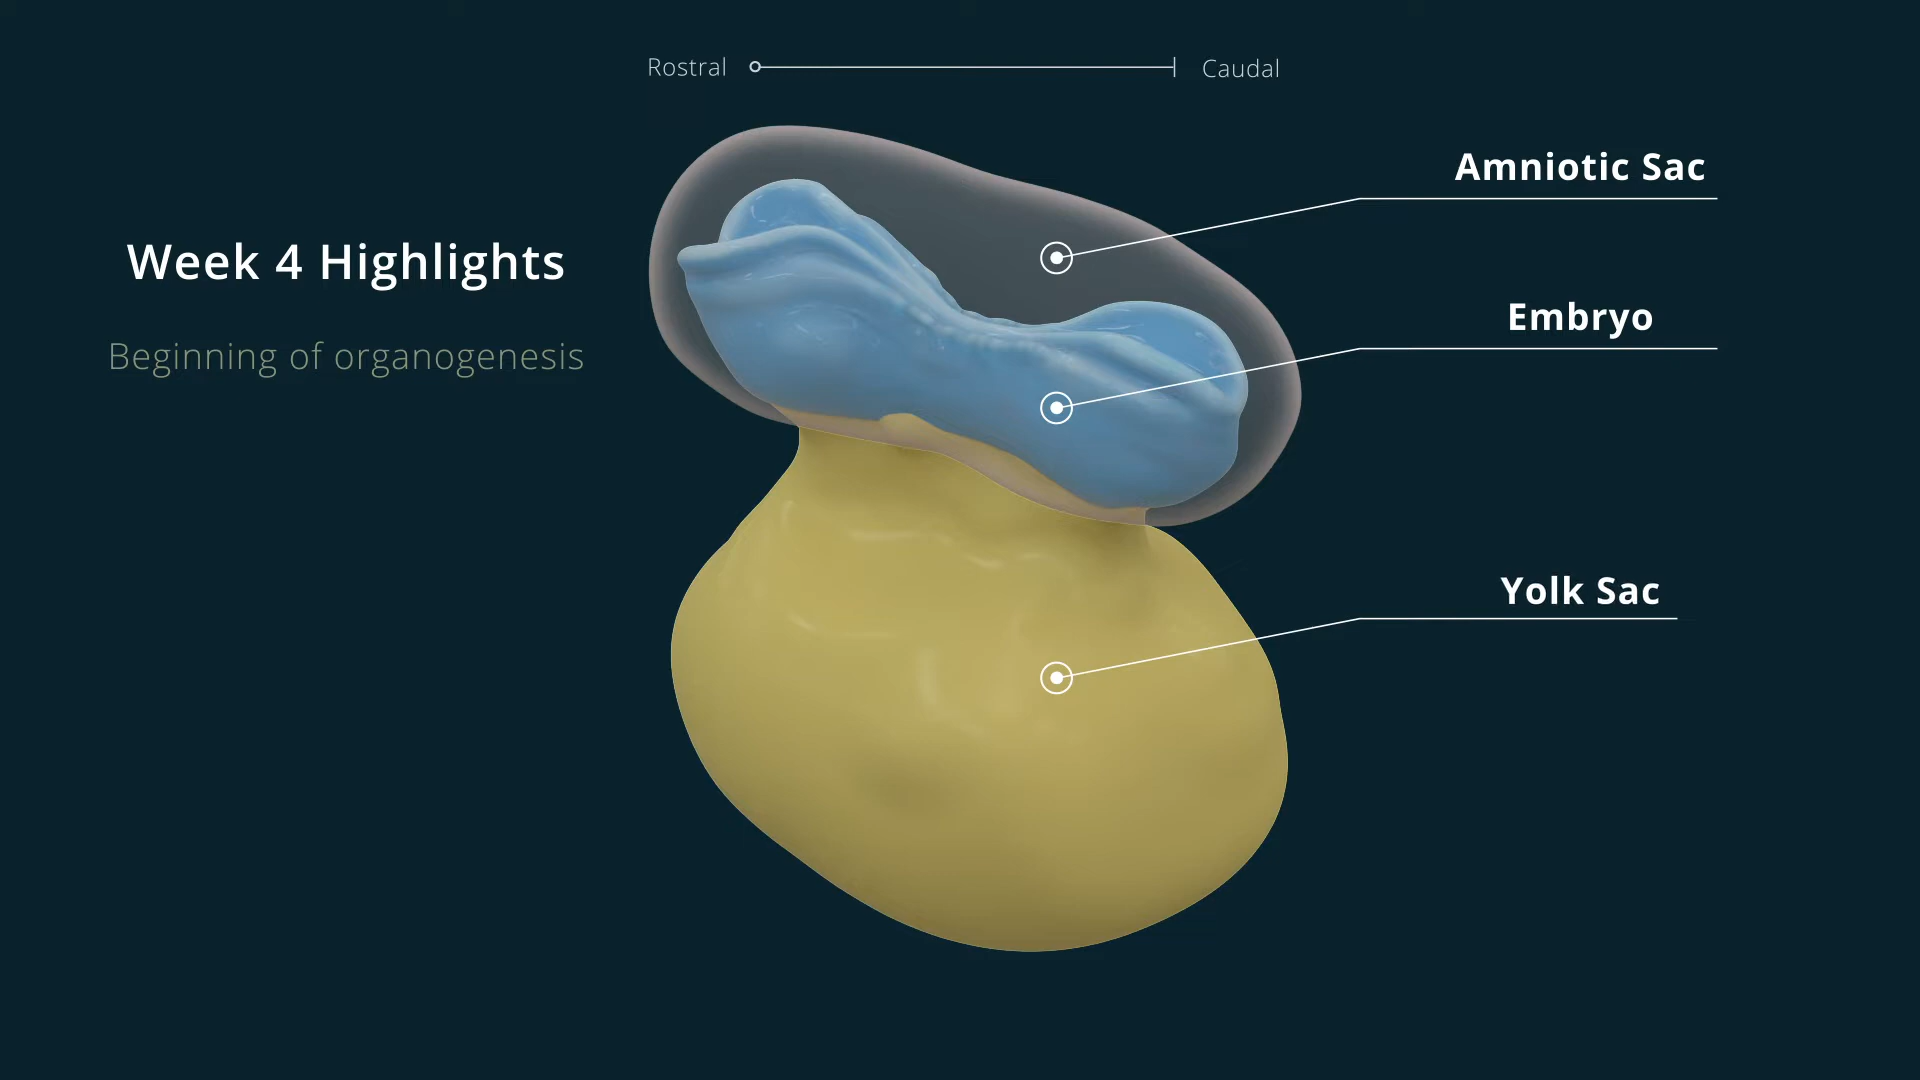 Rostral
Caudal
Amniotic Sac
Week 4 Highlights
Embryo
Beginning of organogenesis
Yolk Sac